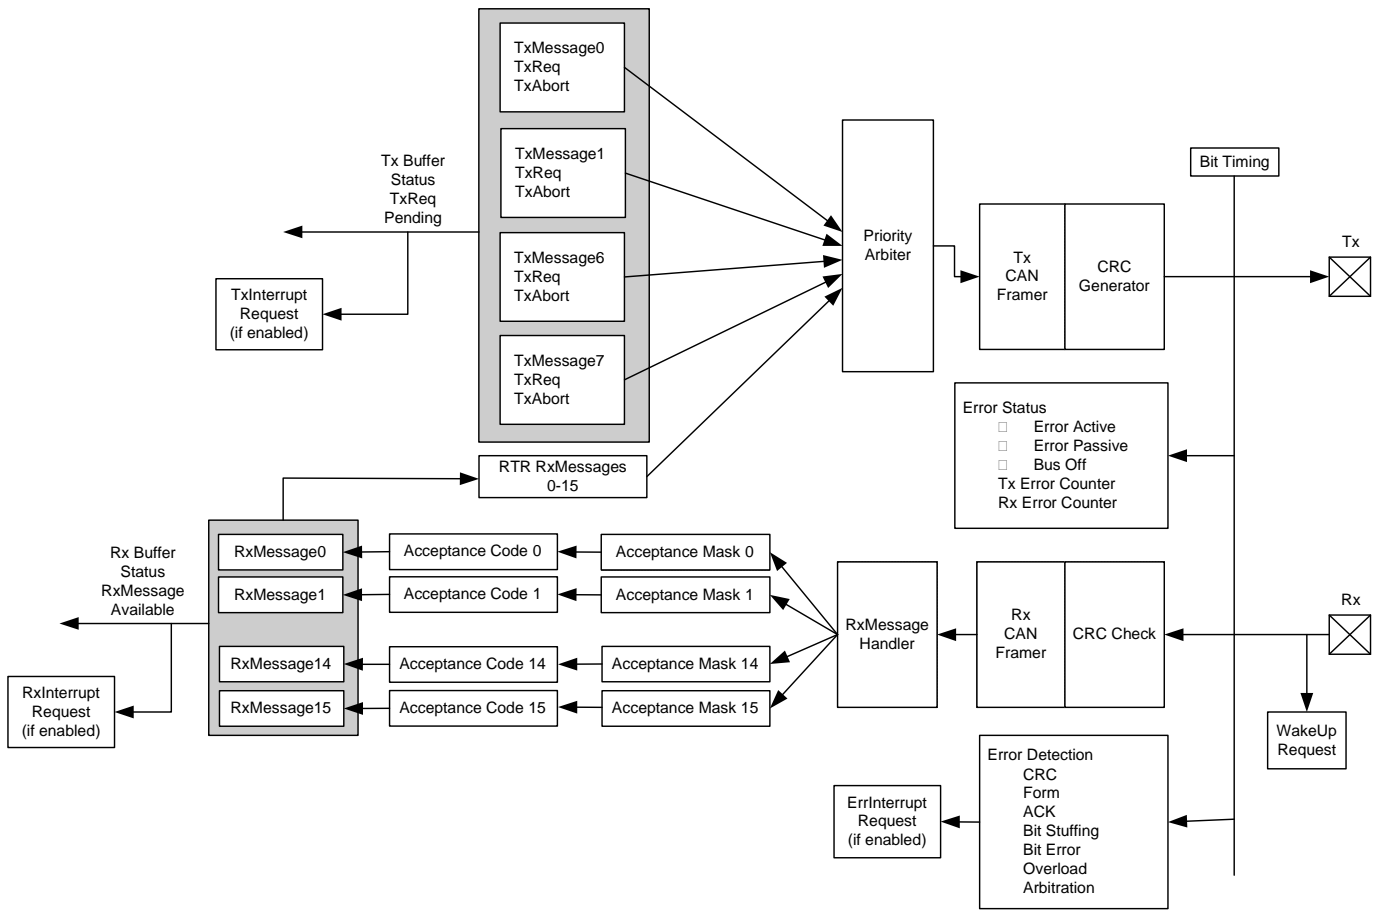 TxMessage0
TxReq
TxAbort
TxMessage1
TxReq
TxAbort
TxMessage6
TxReq
TxAbort
TxMessage7
TxReq
TxAbort
Tx Buffer
Status
TxReq
Pending
TxInterrupt
Request
(if enabled)
Priority
Arbiter
Tx
CAN
Framer
CRC
Generator
Bit Timing
Tx
Error Status
Error Active
Error Passive
Bus Off
Tx Error Counter
Rx Error Counter
RTR RxMessages
0-15
Rx Buffer
Status
RxMessage
Available
RxInterrupt
Request
(if enabled)
RxMessage0
Acceptance Code 0
Acceptance Mask 0
RxMessage1
Acceptance Code 1
Acceptance Mask 1
RxMessage14
Acceptance Code 14
Acceptance Mask 14
RxMessage15
Acceptance Code 15
Acceptance Mask 15
RxMessage
Handler
Rx
CAN
Framer
CRC Check
Rx
WakeUp
Request
Error Detection
CRC
Form
ACK
Bit Stuffing
Bit Error
Overload
Arbitration
ErrInterrupt
Request
(if enabled)